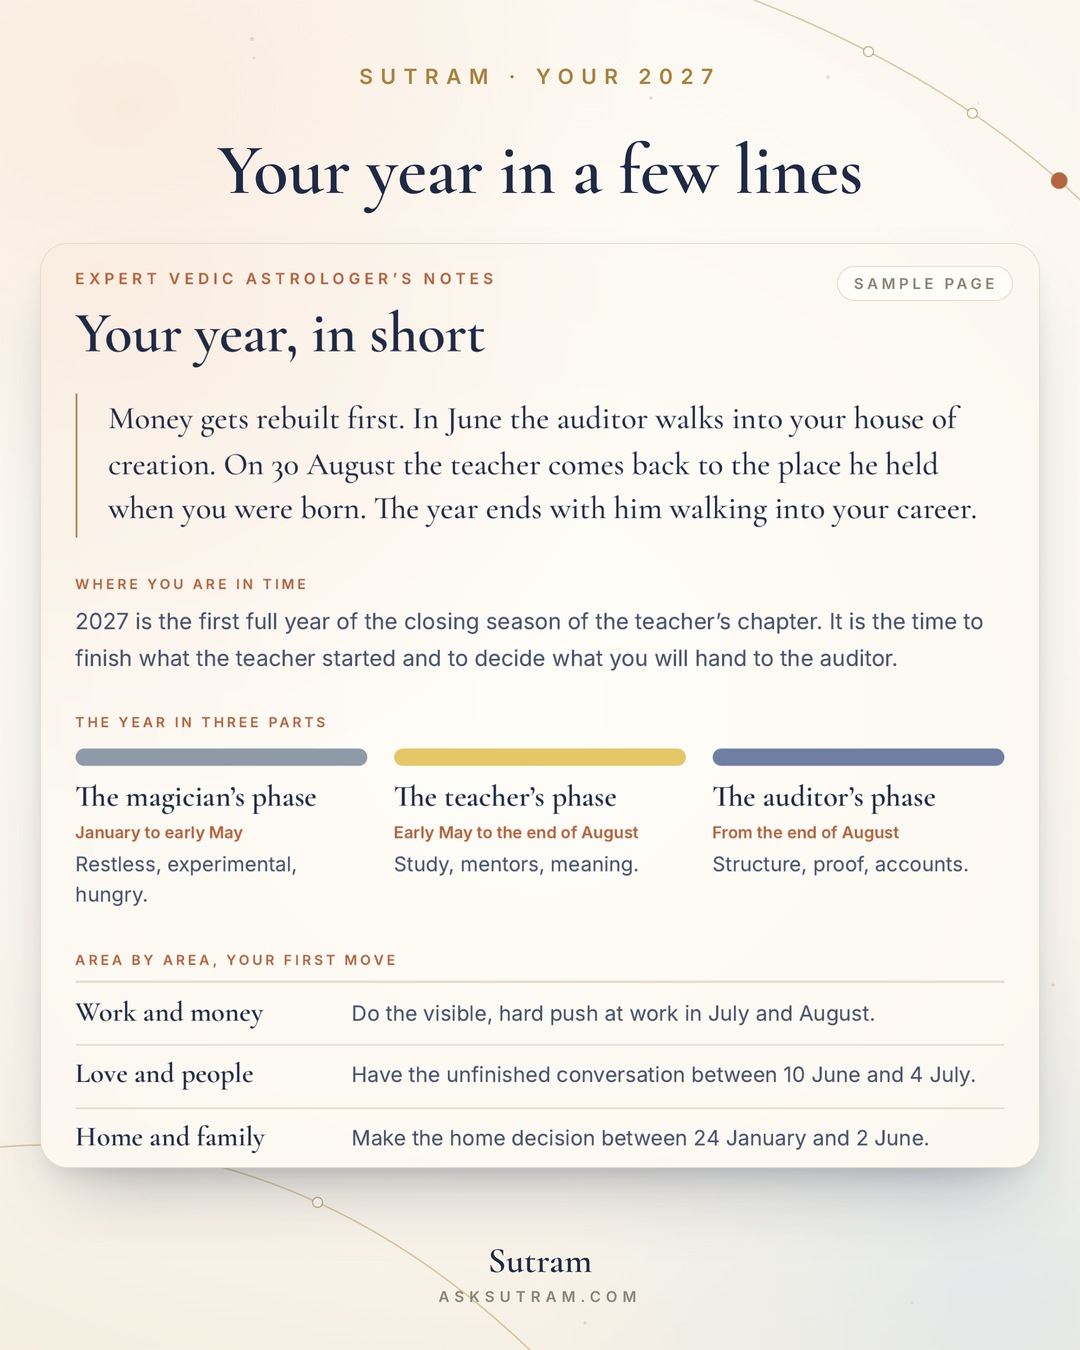 SUTRAM · YOUR 2027
Your year in a few lines
EXPERT VEDIC ASTROLOGER’S NOTES
SAMPLE PAGE
Your year, in short
Money gets rebuilt first. In June the auditor walks into your house of
creation. On 30 August the teacher comes back to the place he held
when you were born. The year ends with him walking into your career.
WHERE YOU ARE IN TIME
2027 is the first full year of the closing season of the teacher’s chapter. It is the time to
finish what the teacher started and to decide what you will hand to the auditor.
THE YEAR IN THREE PARTS
The magician’s phase
January to early May
Restless, experimental,
hungry.
The teacher’s phase
Early May to the end of August
Study, mentors, meaning.
The auditor’s phase
From the end of August
Structure, proof, accounts.
AREA BY AREA, YOUR FIRST MOVE
Work and money
Do the visible, hard push at work in July and August.
Love and people
Have the unfinished conversation between 10 June and 4 July.
Home and family
Make the home decision between 24 January and 2 June.
Sutram
ASKSUTRAM.COM